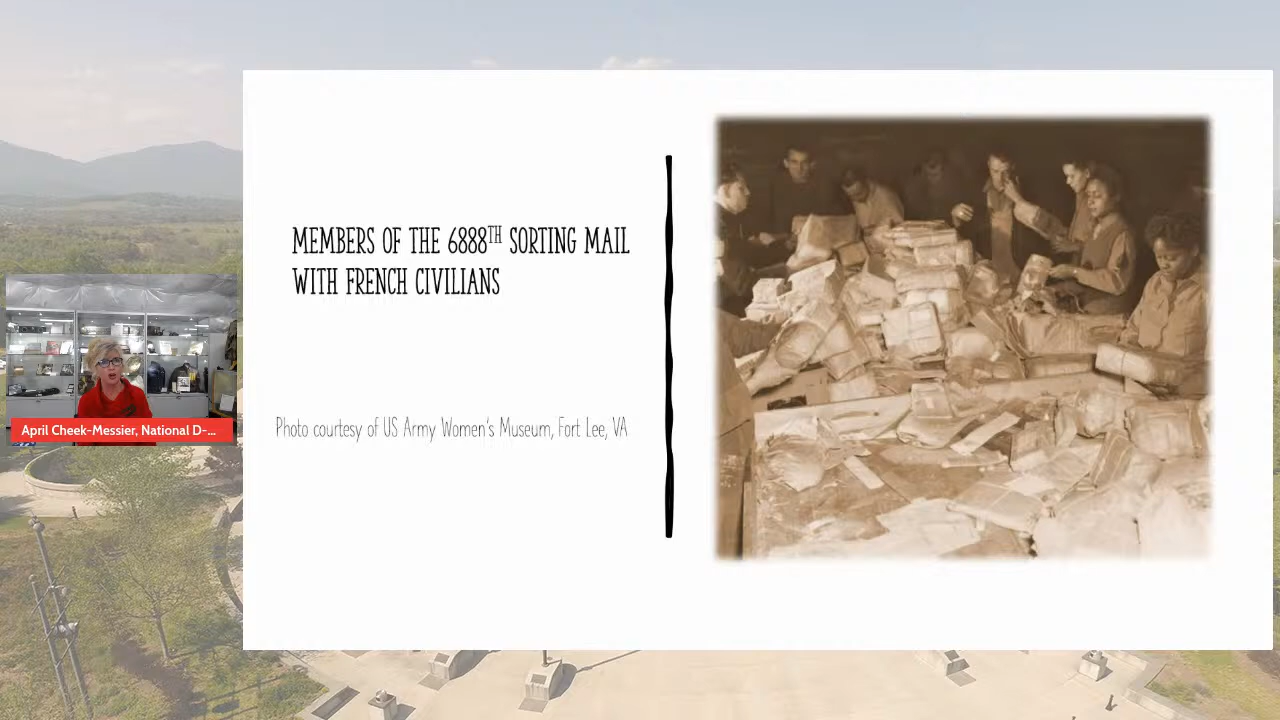 MEMBERS OF THE 6888TH SORTING MAIL
WITH FRENCH CIVILIANS
Photo courtesy of US Army Women's Museum, Fort Lee, VA
April Cheek-Messier, National D-...